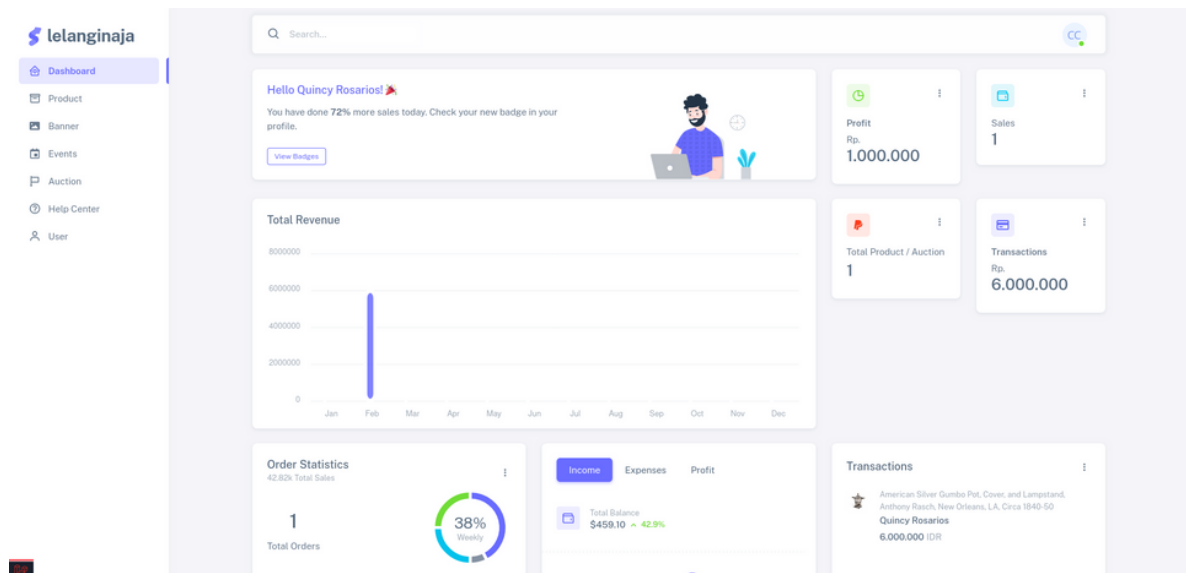 lelanginaja
Search...
CC
Dashboard
Product
Banner
Events
Auction
Help Center
User
Hello Quincy Rosarios! 🎉
You have done 72% more sales today. Check your new badge in your
profile.
View Badges
Profit
Rp.
1.000.000
Sales
1
Total Revenue
8000000
6000000
4000000
2000000
0
Jan Feb Mar Apr May Jun Jul Aug Sep Oct Nov Dec
Total Product / Auction
1
Transactions
Rp.
6.000.000
Order Statistics
42.82k Total Sales
1
Total Orders
38%
Weekly
Income Expenses Profit
Total Balance
$459.10 42.9%
Transactions
American Silver Gumbo Pot, Cover, and Lampstand,
Anthony Rasch, New Orleans, LA, Circa 1840-50
Quincy Rosarios
6.000.000 IDR